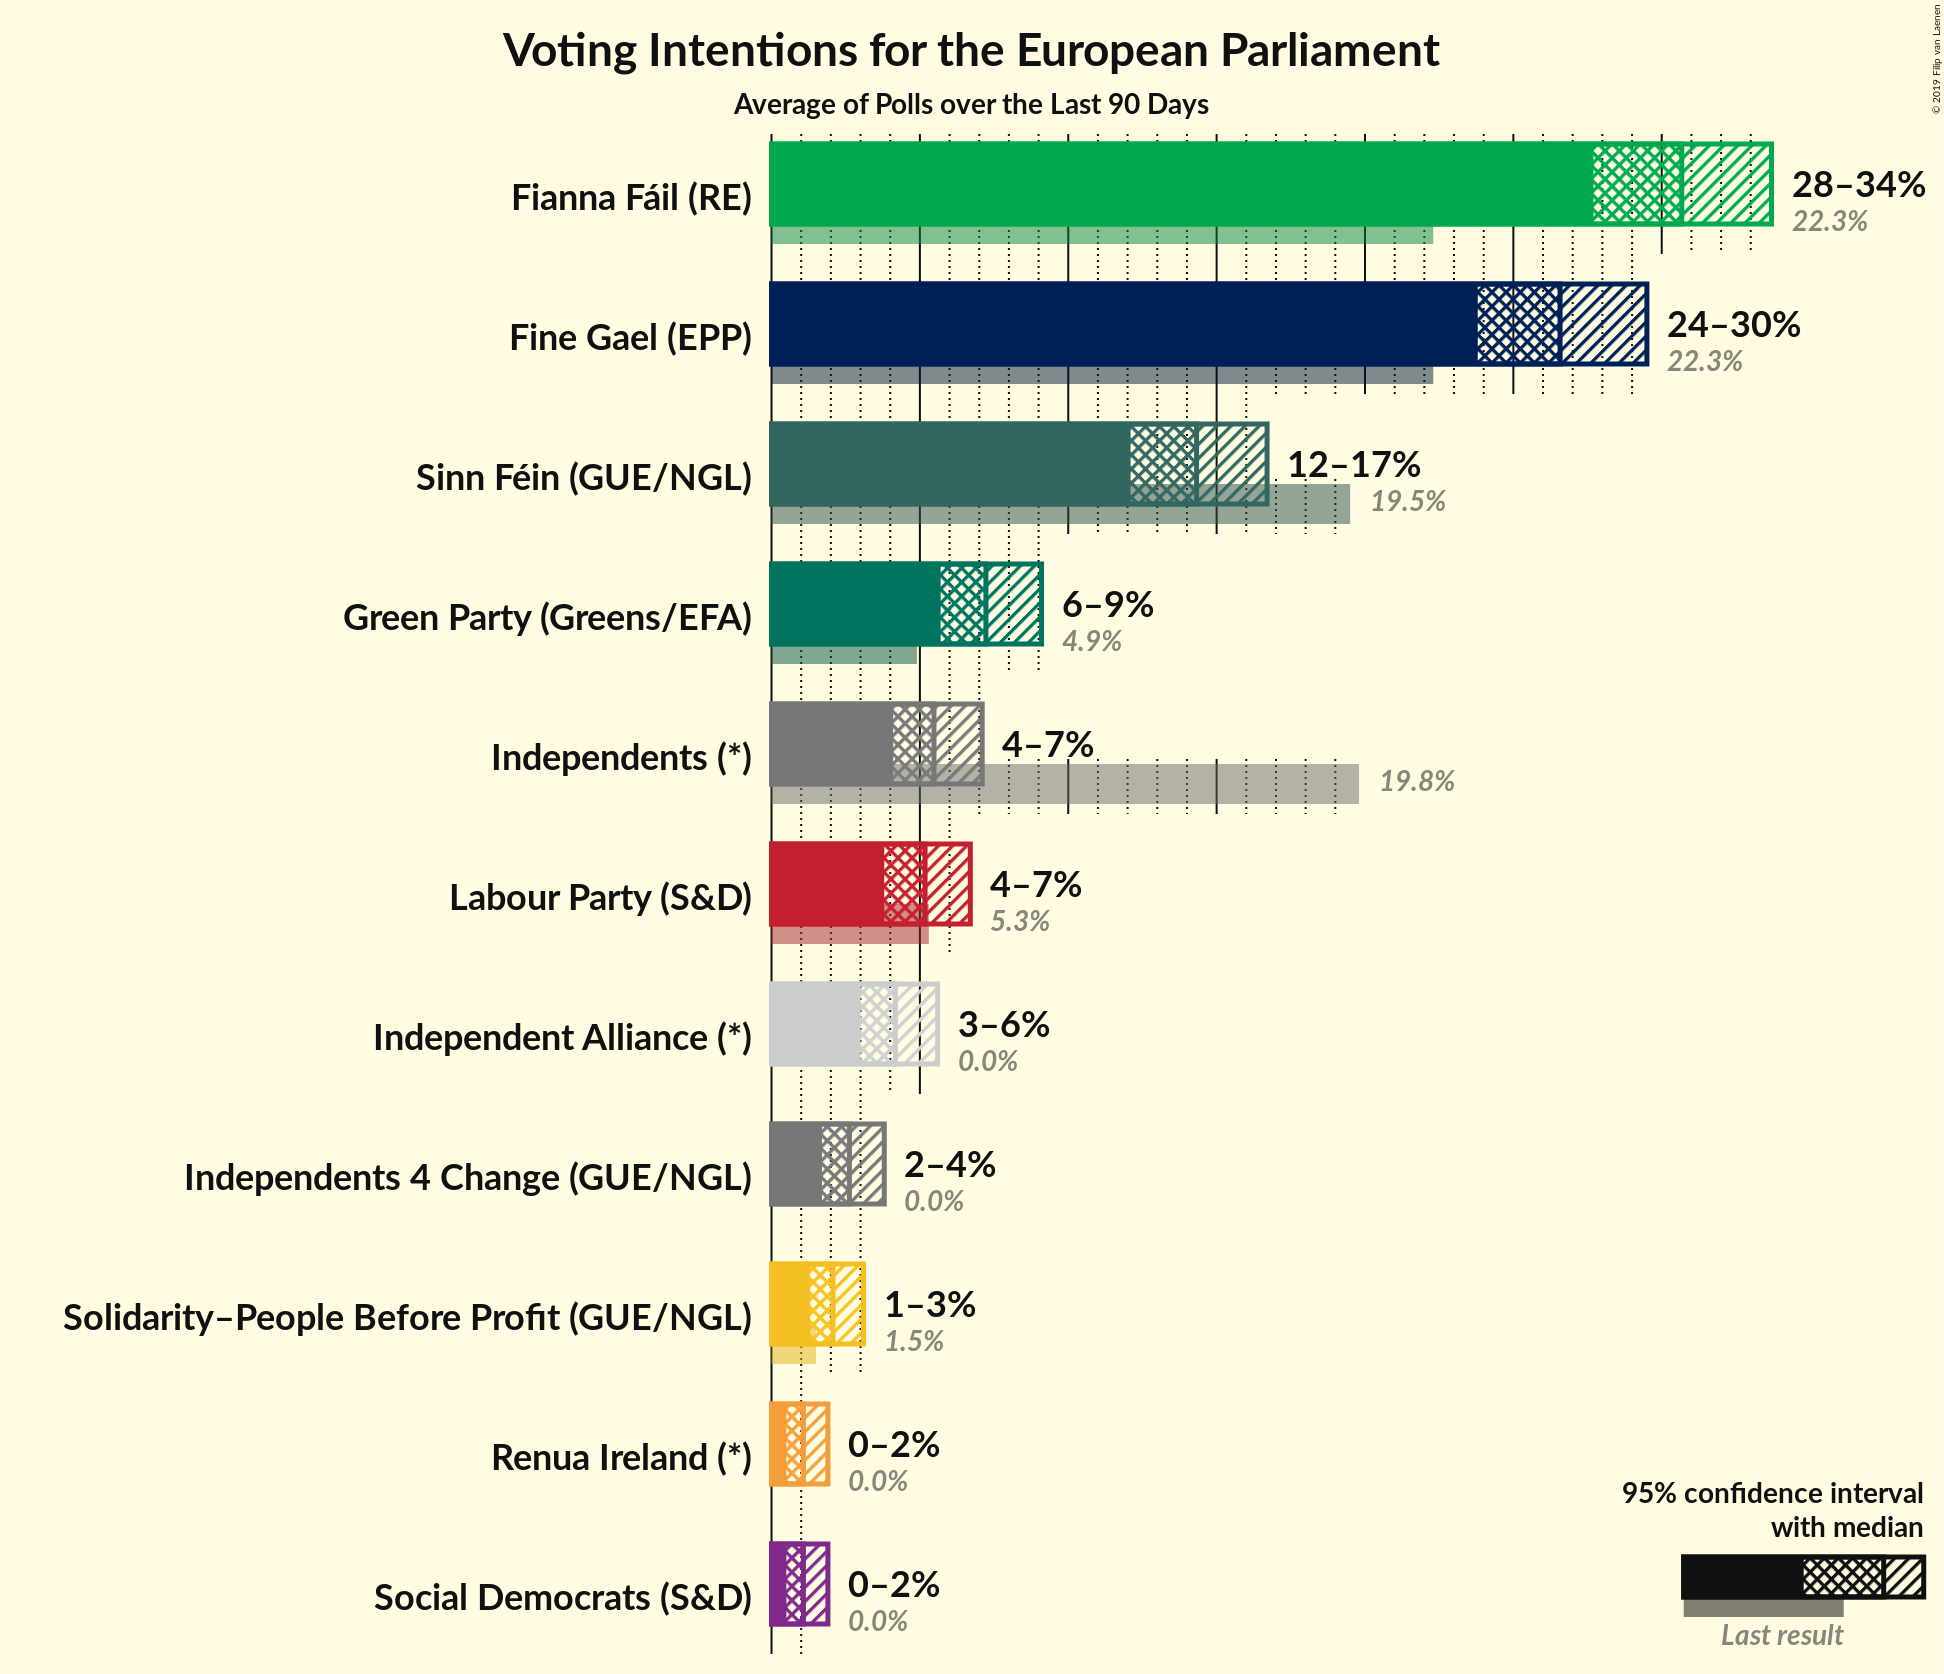 Voting Intentions for the European Parliament
Average of Polls over the Last 90 Days
© 2019 Filip van Laenen
Fianna Fáil (RE)
28–34%
22.3%
Fine Gael (EPP)
24–30%
22.3%
Sinn Féin (GUE/NGL)
12–17%
19.5%
Green Party (Greens/EFA)
6–9%
4.9%
Independents (*)
4–7%
19.8%
Labour Party (S&D)
4–7%
5.3%
Independent Alliance (*)
3–6%
0.0%
Independents 4 Change (GUE/NGL)
2–4%
0.0%
Solidarity–People Before Profit (GUE/NGL)
1–3%
1.5%
Renua Ireland (*)
0–2%
0.0%
Social Democrats (S&D)
0–2%
0.0%
95% confidence interval
with median
Last result